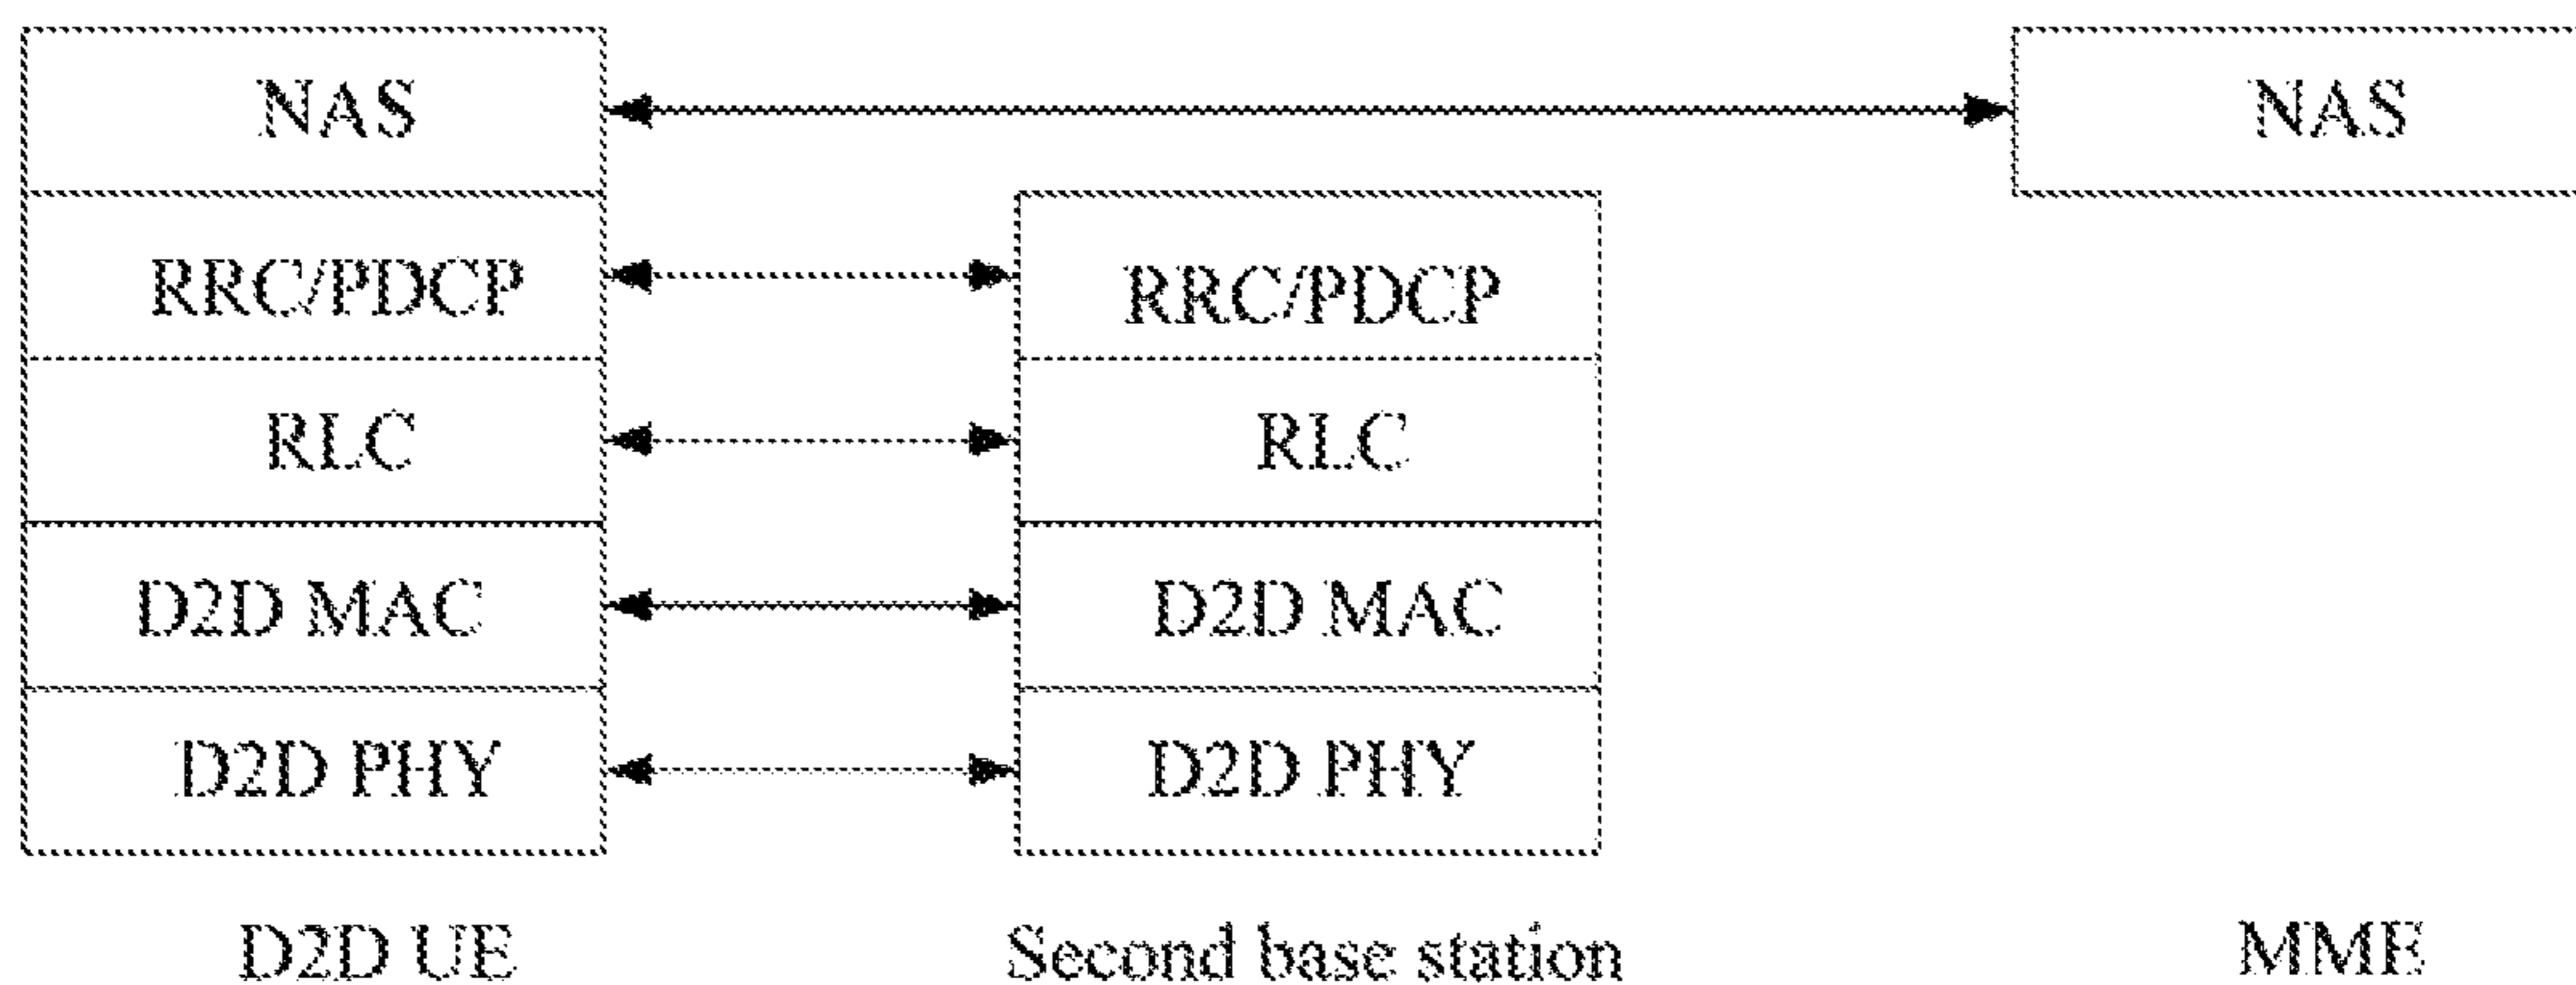 NAS
NAS
RRC/PDCP
RRC/PDCP
RLC
RLC
D2D MAC
D2D MAC
D2D PHY
D2D PHY
D2D UE
Second base station
MME